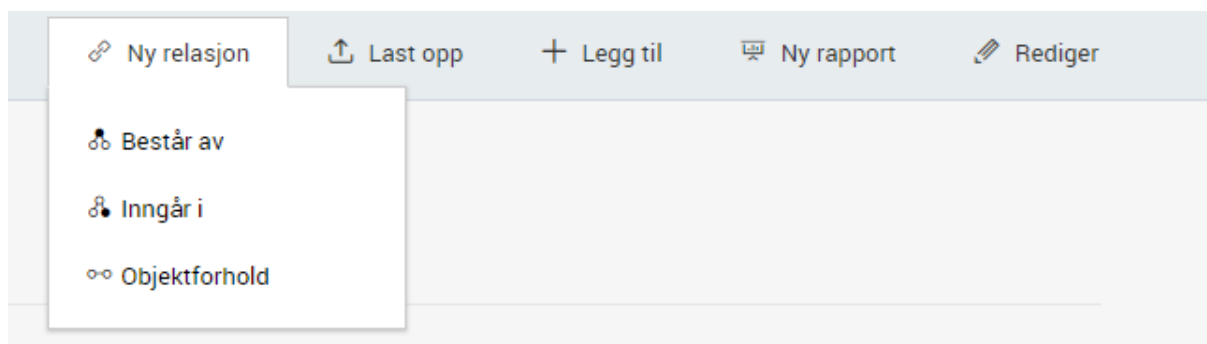 Ny relasjon Last opp Legg til Ny rapport Rediger
Består av
Inngår i
Objektforhold